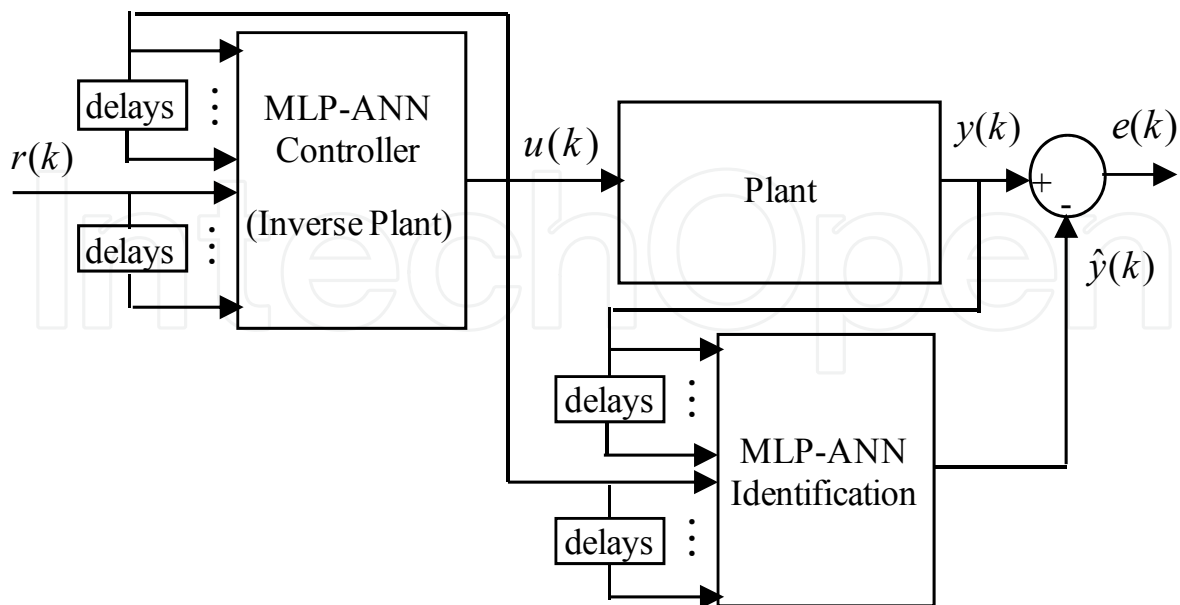 delays
⋮
MLP-ANN
Controller
(Inverse Plant)
r(k)
delays
⋮
u(k)
Plant
y(k)
+
-
e(k)
ŷ(k)
delays
⋮
MLP-ANN
Identification
delays
⋮
IntechOpen